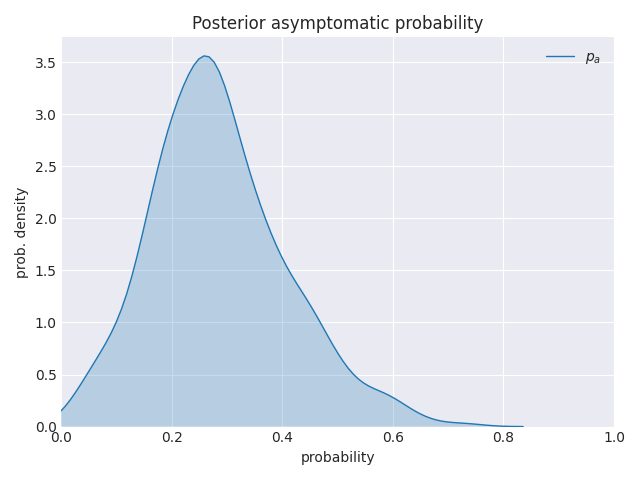 Posterior asymptomatic probability
pₐ
prob. density
3.5
3.0
2.5
2.0
1.5
1.0
0.5
0.0
0.0 0.2 0.4 0.6 0.8 1.0
probability